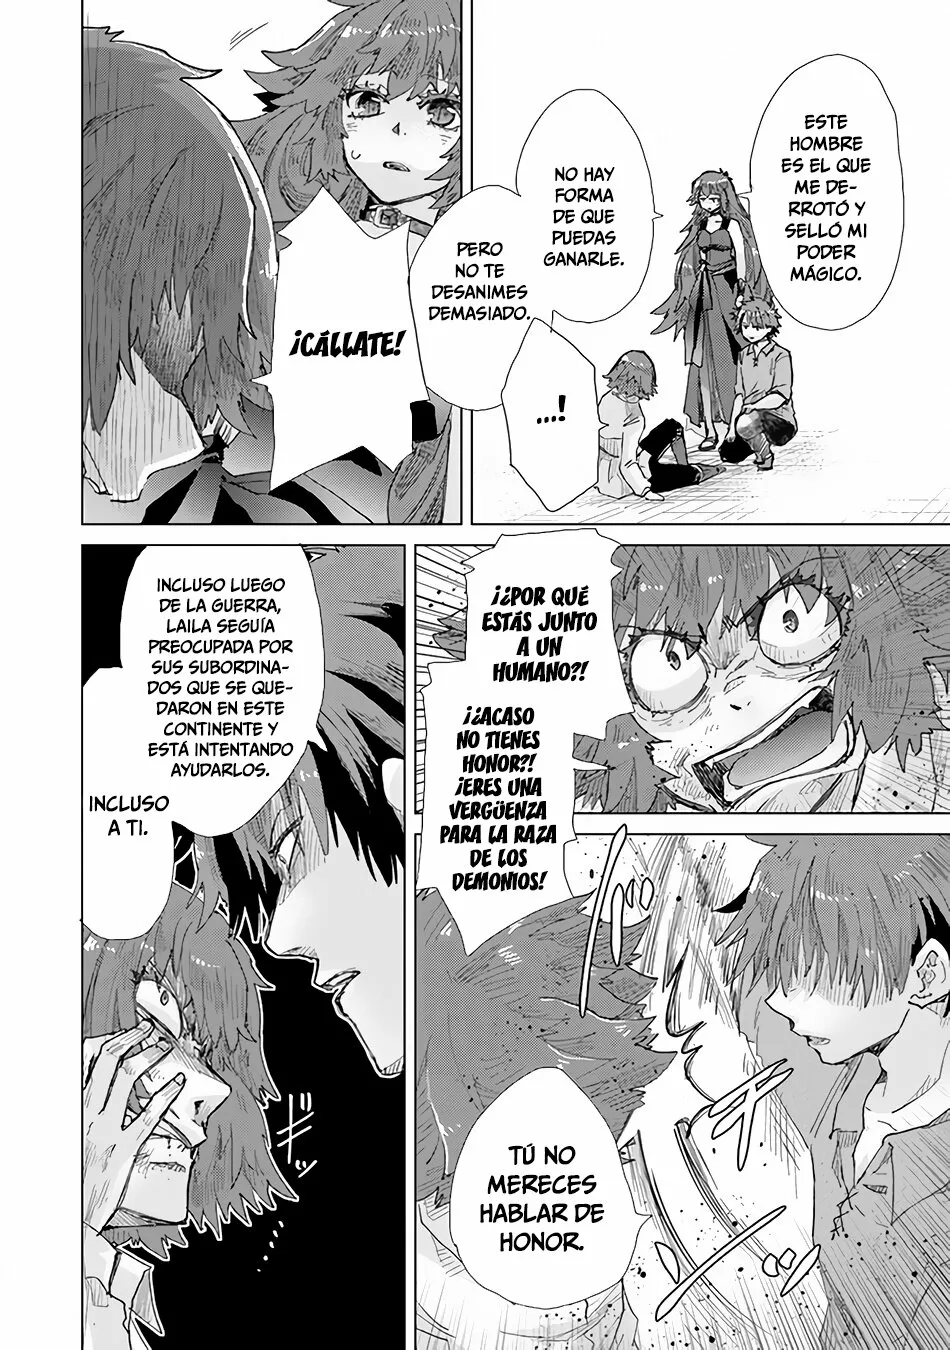 ESTE
HOMBRE
ES EL QUE
ME DE-
RROTÓ Y
SELLÓ MI
PODER
MÁGICO.
NO HAY
FORMA
DE QUE
PUEDAS
GANARLE.
PERO
NO TE
DESANIMES
DEMASIADO.
...!
¡CÁLLATE!
¡¿POR QUÉ
ESTÁS JUNTO
A UN
HUMANO?!
¡¿ACASO
NO TIENES
HONOR?!
¡ERES UNA
VERGÜENZA
PARA LA RAZA
DE LOS
DEMONIOS!
TÚ NO
MERECES
HABLAR DE
HONOR.
INCLUSO LUEGO
DE LA GUERRA,
LAILA SEGUÍA
PREOCUPADA POR
SUS SUBORDINA-
DOS QUE SE QUE-
DARON EN ESTE
CONTINENTE Y
ESTÁ INTENTANDO
AYUDARLOS.
INCLUSO
A TI.